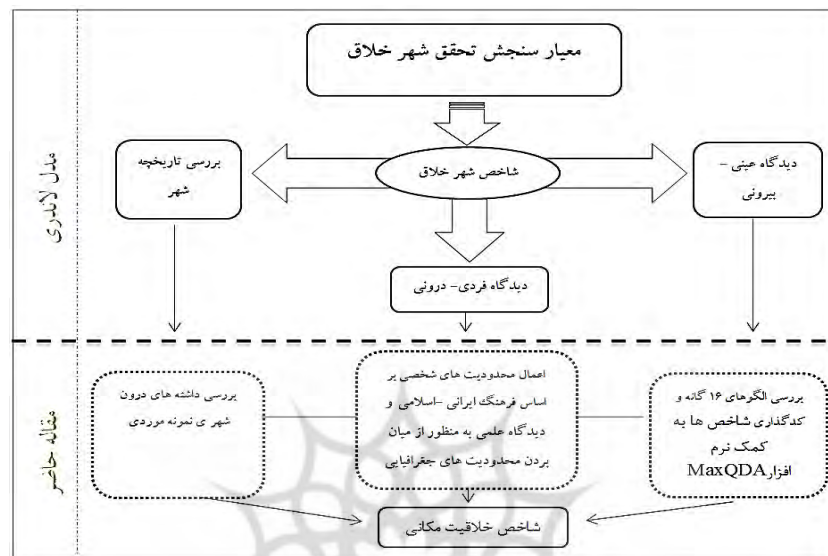 معیار سنجش تحقق شهر خلاق
مدل لاندری
دیدگاه عینی –
بیرونی
شاخص شهر خلاق
بررسی تاریخچه
شهر
دیدگاه فردی- درونی
مقاله حاضر
بررسی الگوهای ۱۶ گانه و
کدگذاری شاخص ها به
کمک نرم
افزارMaxQDA
اعمال محدودیت های شخصی بر
اساس فرهنگ ایرانی –اسلامی و
دیدگاه علمی به منظور از میان
بردن محدودیت های جغرافیایی
بررسی داشته های درون
شهر ی نمونه موردی
شاخص خلاقیت مکانی